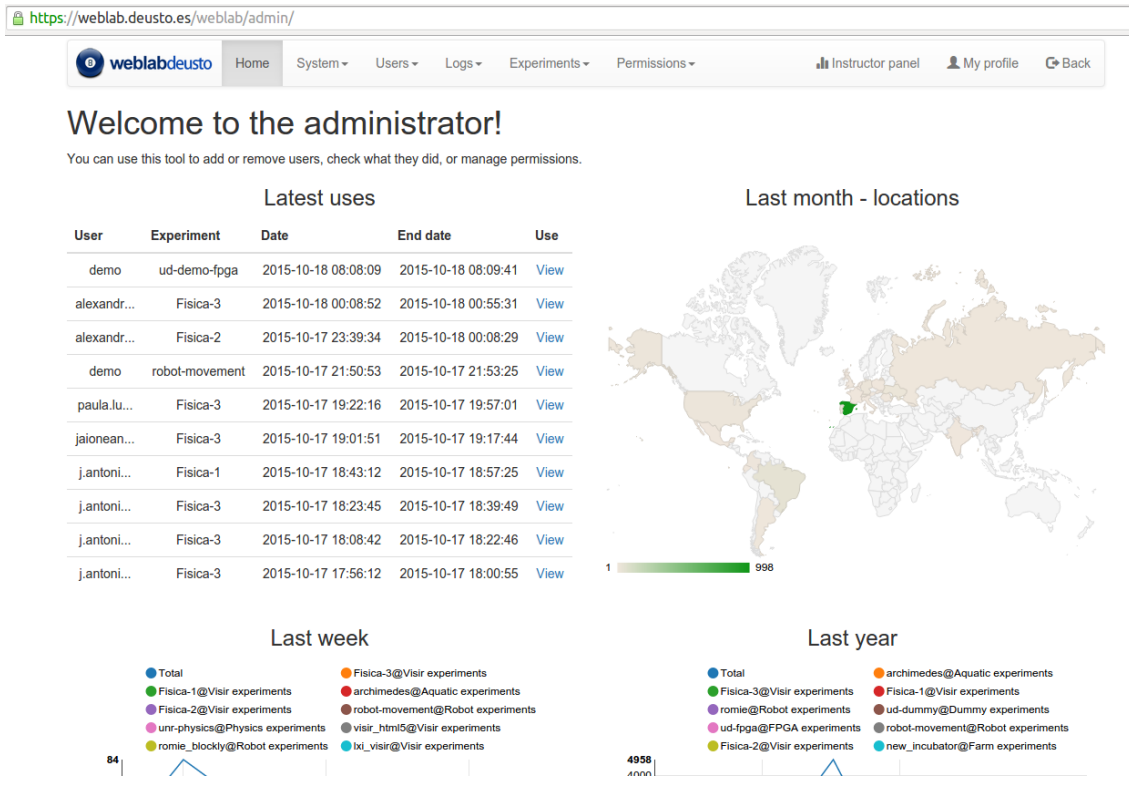 https://weblab.deusto.es/weblab/admin/
weblabdeusto Home System Users Logs Experiments Permissions Instructor panel My profile Back
Welcome to the administrator!
You can use this tool to add or remove users, check what they did, or manage permissions.
Latest uses
User Experiment Date End date Use
demo ud-demo-fpga 2015-10-18 08:08:09 2015-10-18 08:09:41 View
alexandr... Fisica-3 2015-10-18 00:08:52 2015-10-18 00:55:31 View
alexandr... Fisica-2 2015-10-17 23:39:34 2015-10-18 00:08:29 View
demo robot-movement 2015-10-17 21:50:53 2015-10-17 21:53:25 View
paula.lu... Fisica-3 2015-10-17 19:22:16 2015-10-17 19:57:01 View
jaionean... Fisica-3 2015-10-17 19:01:51 2015-10-17 19:17:44 View
j.antoni... Fisica-1 2015-10-17 18:43:12 2015-10-17 18:57:25 View
j.antoni... Fisica-3 2015-10-17 18:23:45 2015-10-17 18:39:49 View
j.antoni... Fisica-3 2015-10-17 18:08:42 2015-10-17 18:22:46 View
j.antoni... Fisica-3 2015-10-17 17:56:12 2015-10-17 18:00:55 View
Last month - locations
1 998
Last week
Total Fisica-3@Visir experiments
Fisica-1@Visir experiments archimedes@Aquatic experiments
Fisica-2@Visir experiments robot-movement@Robot experiments
unr-physics@Physics experiments visir_html5@Visir experiments
romie_blockly@Robot experiments lxi_visir@Visir experiments
84
Last year
Total archimedes@Aquatic experiments
Fisica-3@Visir experiments Fisica-1@Visir experiments
romie@Robot experiments ud-dummy@Dummy experiments
ud-fpga@FPGA experiments robot-movement@Robot experiments
Fisica-2@Visir experiments new_incubator@Farm experiments
4958
4000